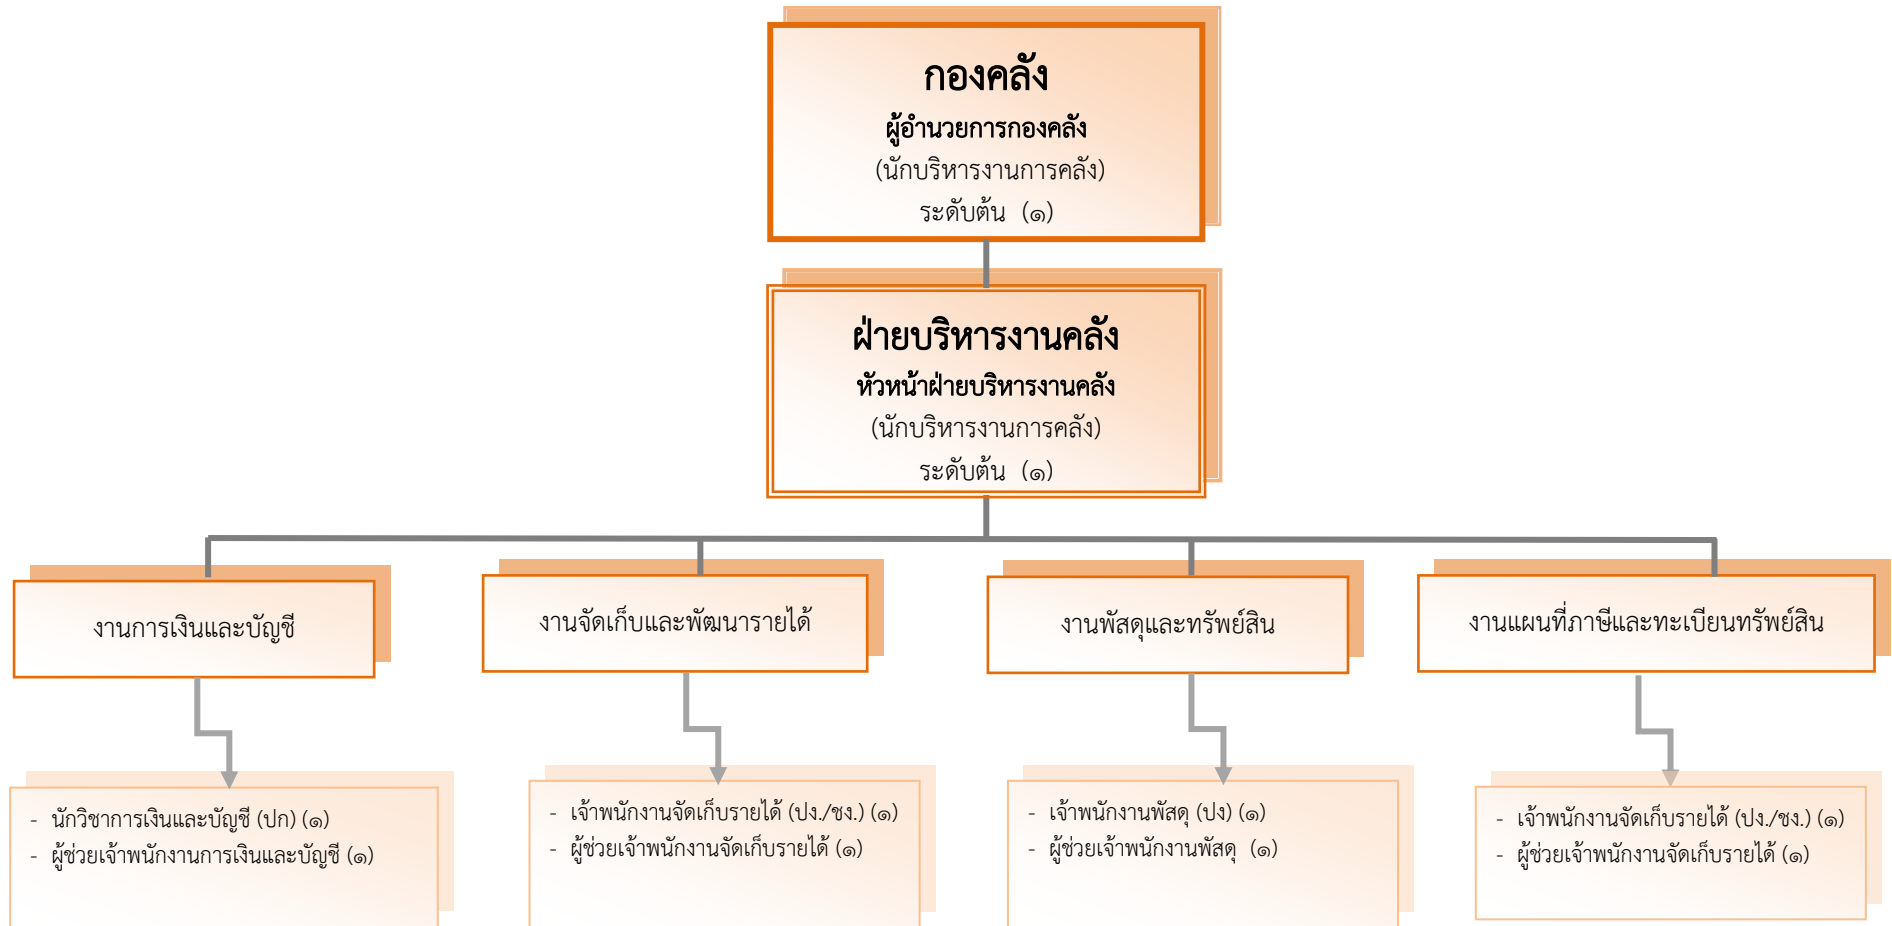 กองคลัง
ผู้อำนวยการกองคลัง
(นักบริหารงานการคลัง)
ระดับต้น (๑)
ฝ่ายบริหารงานคลัง
หัวหน้าฝ่ายบริหารงานคลัง
(นักบริหารงานการคลัง)
ระดับต้น (๑)
งานการเงินและบัญชี
งานจัดเก็บและพัฒนารายได้
งานพัสดุและทรัพย์สิน
งานแผนที่ภาษีและทะเบียนทรัพย์สิน
- นักวิชาการเงินและบัญชี (ปก) (๑)
- ผู้ช่วยเจ้าพนักงานการเงินและบัญชี (๑)
- เจ้าพนักงานจัดเก็บรายได้ (ปง./ชง.) (๑)
- ผู้ช่วยเจ้าพนักงานจัดเก็บรายได้ (๑)
- เจ้าพนักงานพัสดุ (ปง) (๑)
- ผู้ช่วยเจ้าพนักงานพัสดุ (๑)
- เจ้าพนักงานจัดเก็บรายได้ (ปง./ชง.) (๑)
- ผู้ช่วยเจ้าพนักงานจัดเก็บรายได้ (๑)